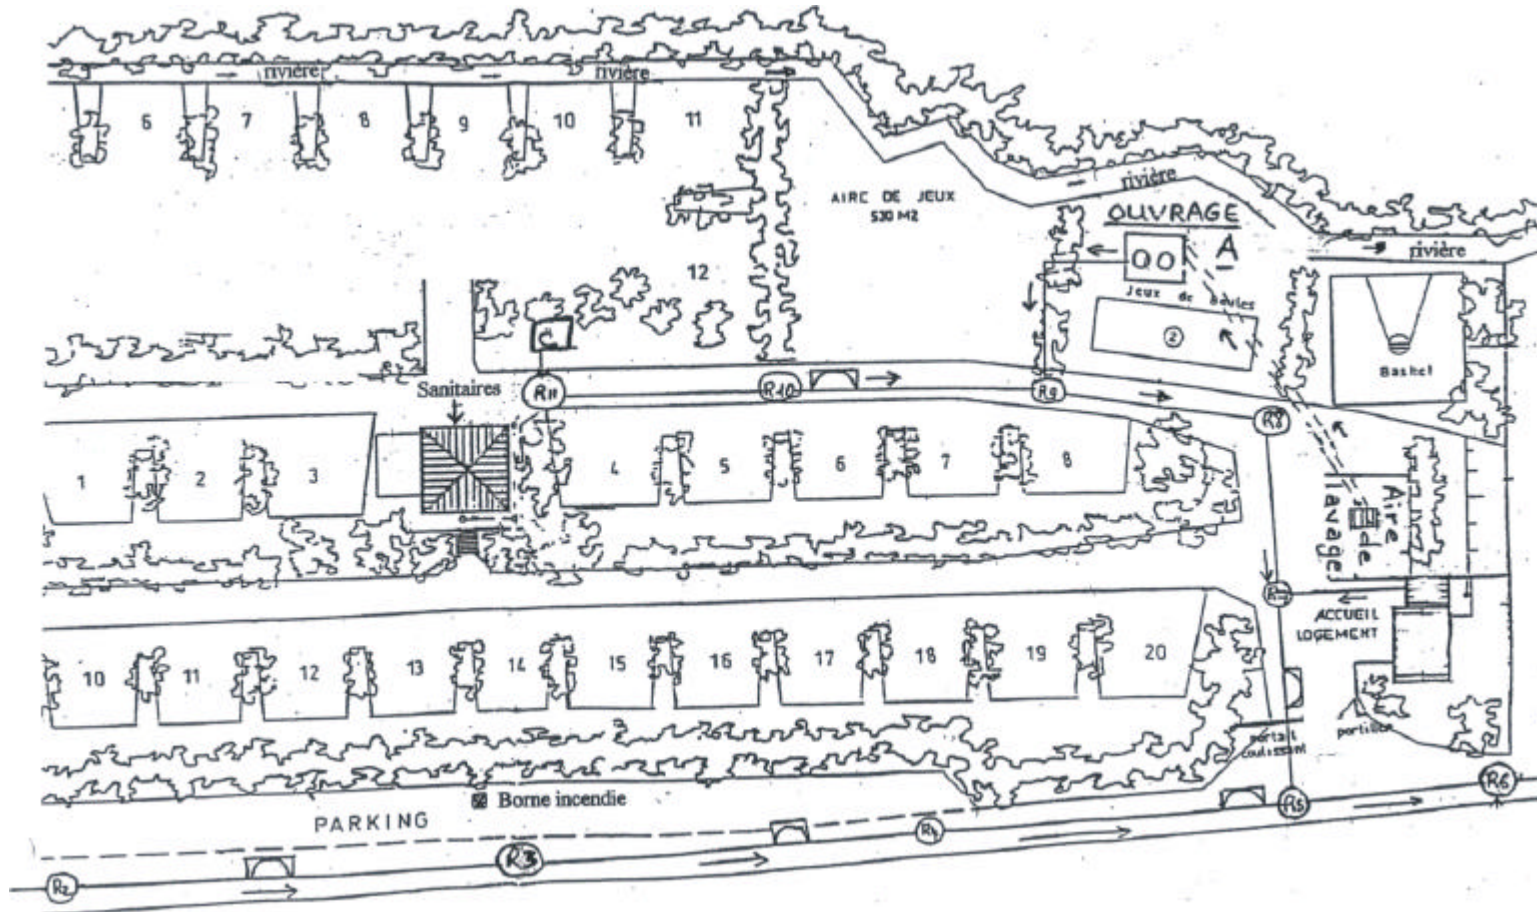 rivière
rivière
6
7
8
9
10
11
AIRE DE JEUX
530 M2
rivière
OUVRAGE
A
rivière
12
Jeux de boules
2
C
Basket
Sanitaires
R11
R10
R9
R8
1
2
3
4
5
6
7
8
Aire de lavage
ACCUEIL
LOGEMENT
10
11
12
13
14
15
16
17
18
19
20
portail
coulissant
portillon
Borne incendie
PARKING
R2
R3
R4
R5
R6